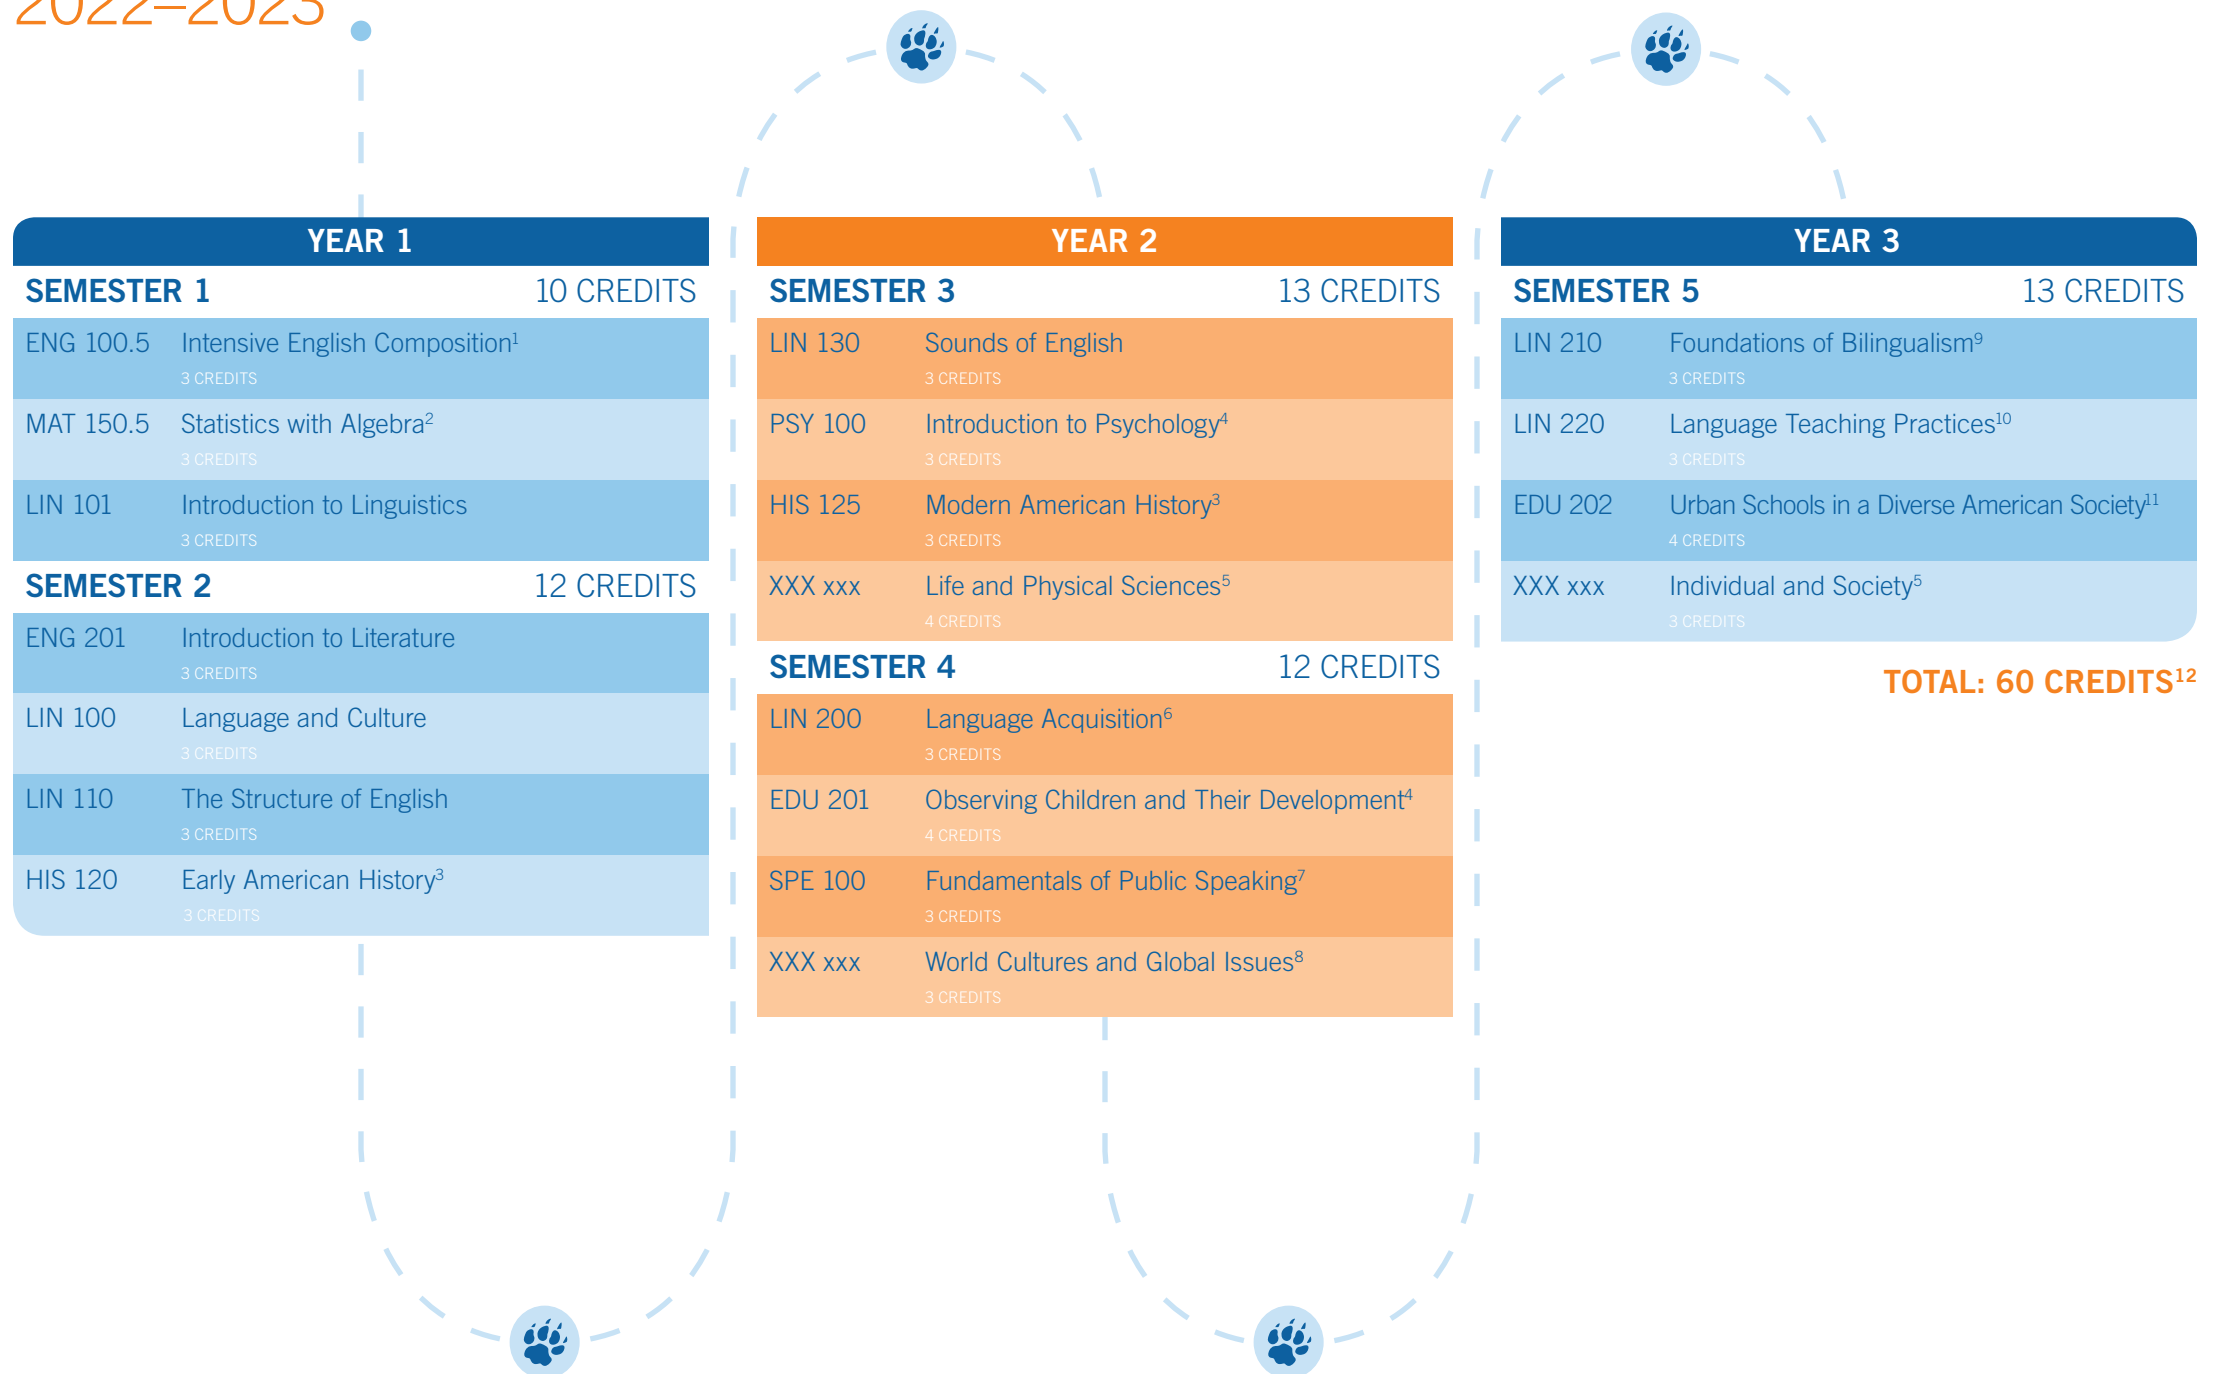 2022–2023
YEAR 1
SEMESTER 1 10 CREDITS
ENG 100.5 Intensive English Composition¹
3 CREDITS
MAT 150.5 Statistics with Algebra²
3 CREDITS
LIN 101 Introduction to Linguistics
3 CREDITS
SEMESTER 2 12 CREDITS
ENG 201 Introduction to Literature
3 CREDITS
LIN 100 Language and Culture
3 CREDITS
LIN 110 The Structure of English
3 CREDITS
HIS 120 Early American History³
3 CREDITS
YEAR 2
SEMESTER 3 13 CREDITS
LIN 130 Sounds of English
3 CREDITS
PSY 100 Introduction to Psychology⁴
3 CREDITS
HIS 125 Modern American History³
3 CREDITS
XXX xxx Life and Physical Sciences⁵
4 CREDITS
SEMESTER 4 12 CREDITS
LIN 200 Language Acquisition⁶
3 CREDITS
EDU 201 Observing Children and Their Development⁴
4 CREDITS
SPE 100 Fundamentals of Public Speaking⁷
3 CREDITS
XXX xxx World Cultures and Global Issues⁸
3 CREDITS
YEAR 3
SEMESTER 5 13 CREDITS
LIN 210 Foundations of Bilingualism⁹
3 CREDITS
LIN 220 Language Teaching Practices¹⁰
3 CREDITS
EDU 202 Urban Schools in a Diverse American Society¹¹
4 CREDITS
XXX xxx Individual and Society⁵
3 CREDITS
TOTAL: 60 CREDITS¹²